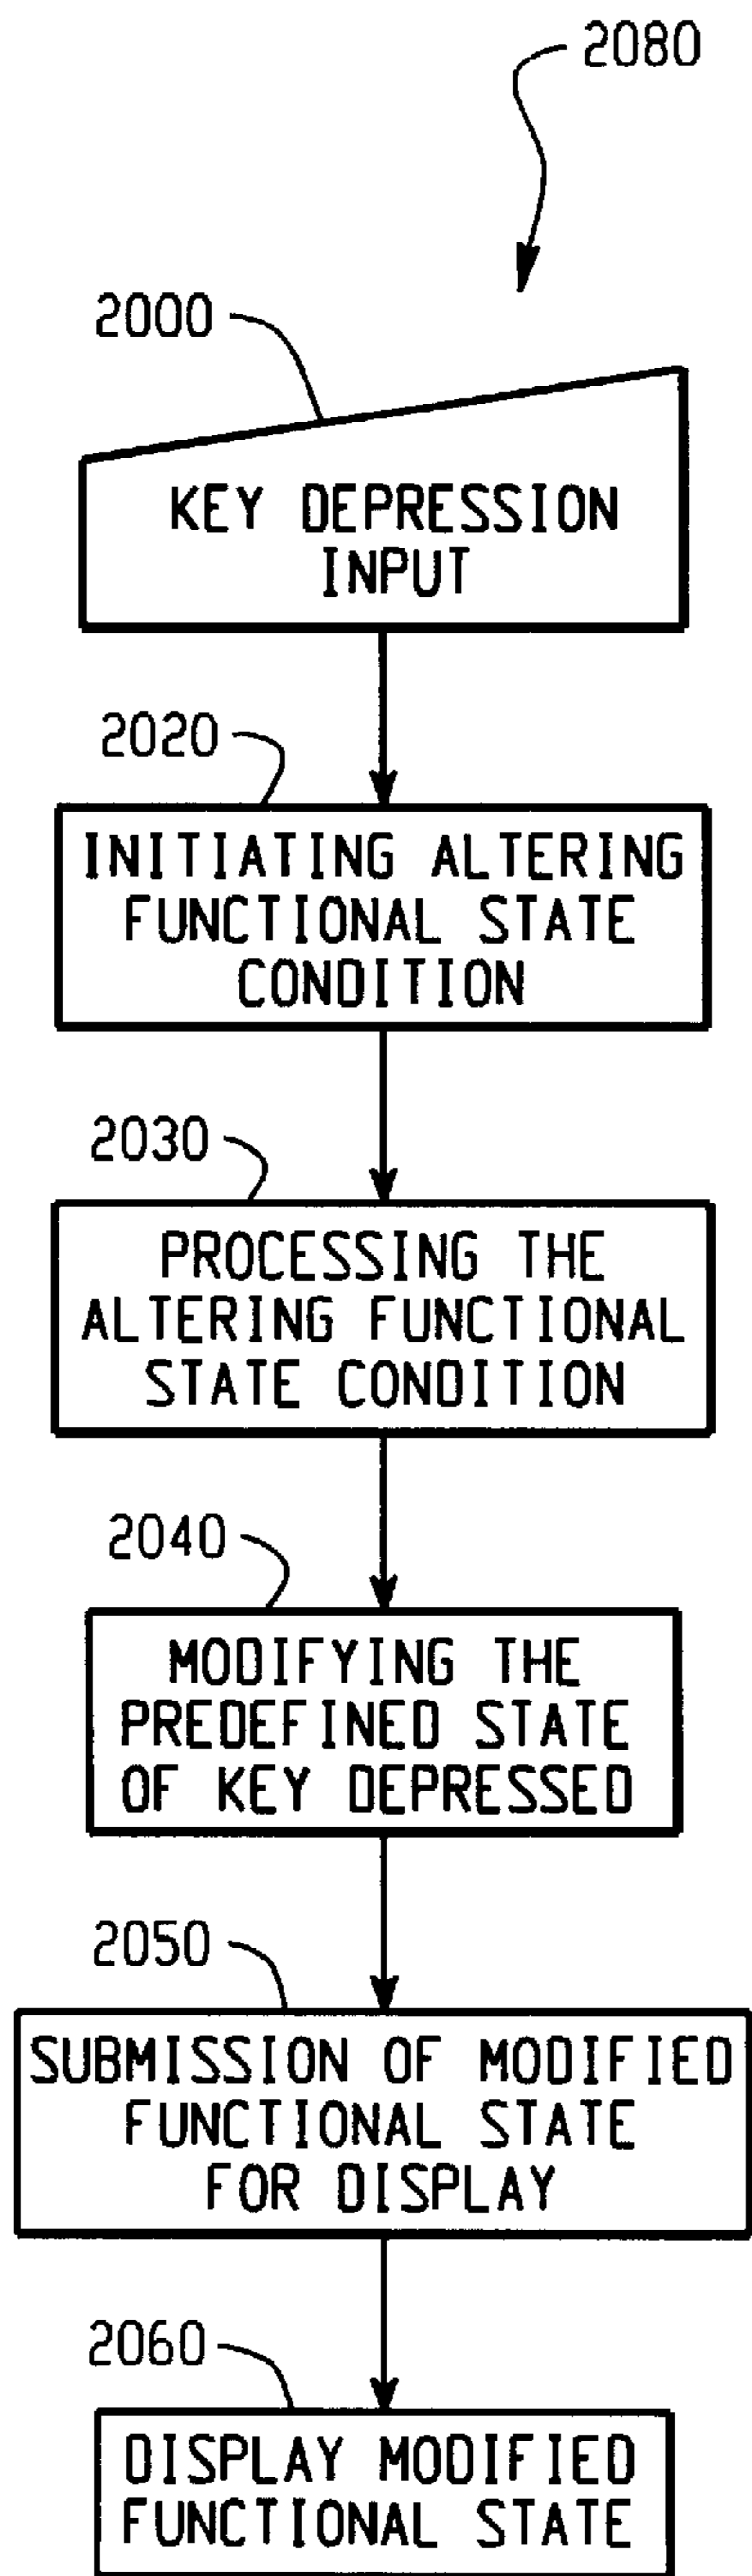 2080
2000
KEY DEPRESSION
INPUT
2020
INITIATING ALTERING
FUNCTIONAL STATE
CONDITION
2030
PROCESSING THE
ALTERING FUNCTIONAL
STATE CONDITION
2040
MODIFYING THE
PREDEFINED STATE
OF KEY DEPRESSED
2050
SUBMISSION OF MODIFIED
FUNCTIONAL STATE
FOR DISPLAY
2060
DISPLAY MODIFIED
FUNCTIONAL STATE